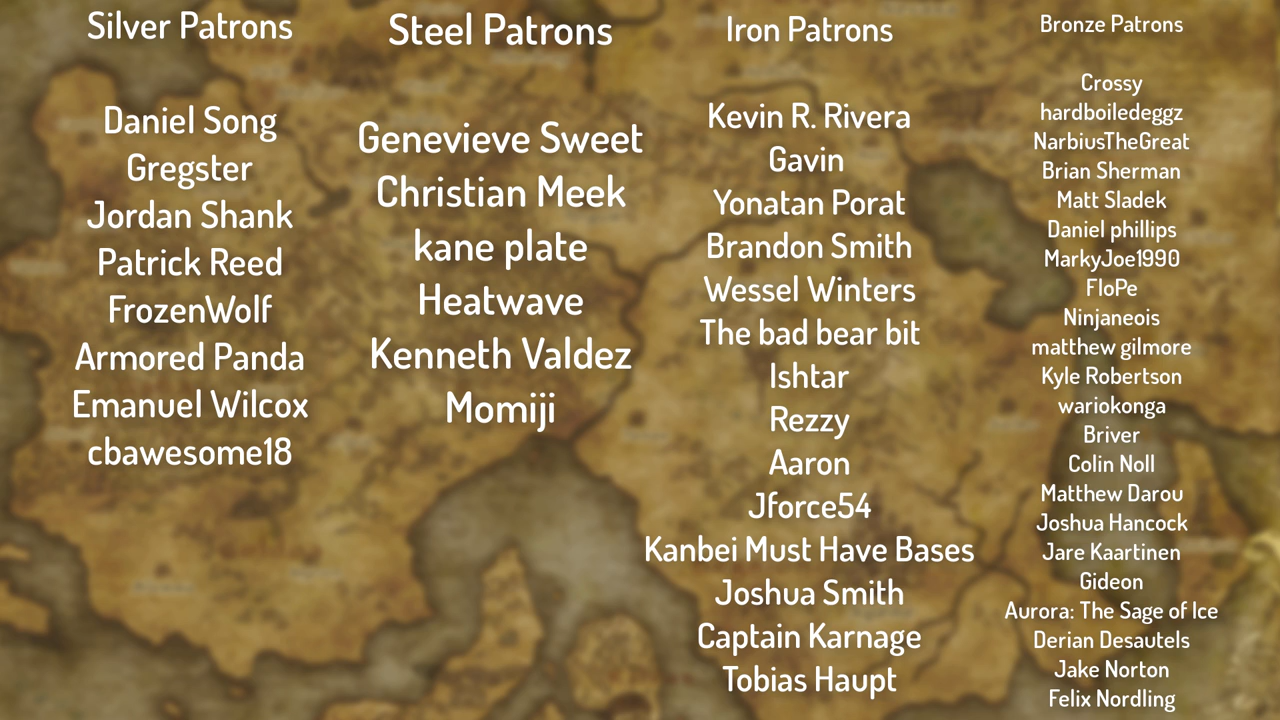 Silver Patrons
Daniel Song
Gregster
Jordan Shank
Patrick Reed
FrozenWolf
Armored Panda
Emanuel Wilcox
cbawesome18
Steel Patrons
Genevieve Sweet
Christian Meek
kane plate
Heatwave
Kenneth Valdez
Momiji
Iron Patrons
Kevin R. Rivera
Gavin
Yonatan Porat
Brandon Smith
Wessel Winters
The bad bear bit
Ishtar
Rezzy
Aaron
Jforce54
Kanbei Must Have Bases
Joshua Smith
Captain Karnage
Tobias Haupt
Bronze Patrons
Crossy
hardboiledeggz
NarbiusTheGreat
Brian Sherman
Matt Sladek
Daniel phillips
MarkyJoe1990
FloPe
Ninjaneois
matthew gilmore
Kyle Robertson
wariokonga
Briver
Colin Noll
Matthew Darou
Joshua Hancock
Jare Kaartinen
Gideon
Aurora: The Sage of Ice
Derian Desautels
Jake Norton
Felix Nordling